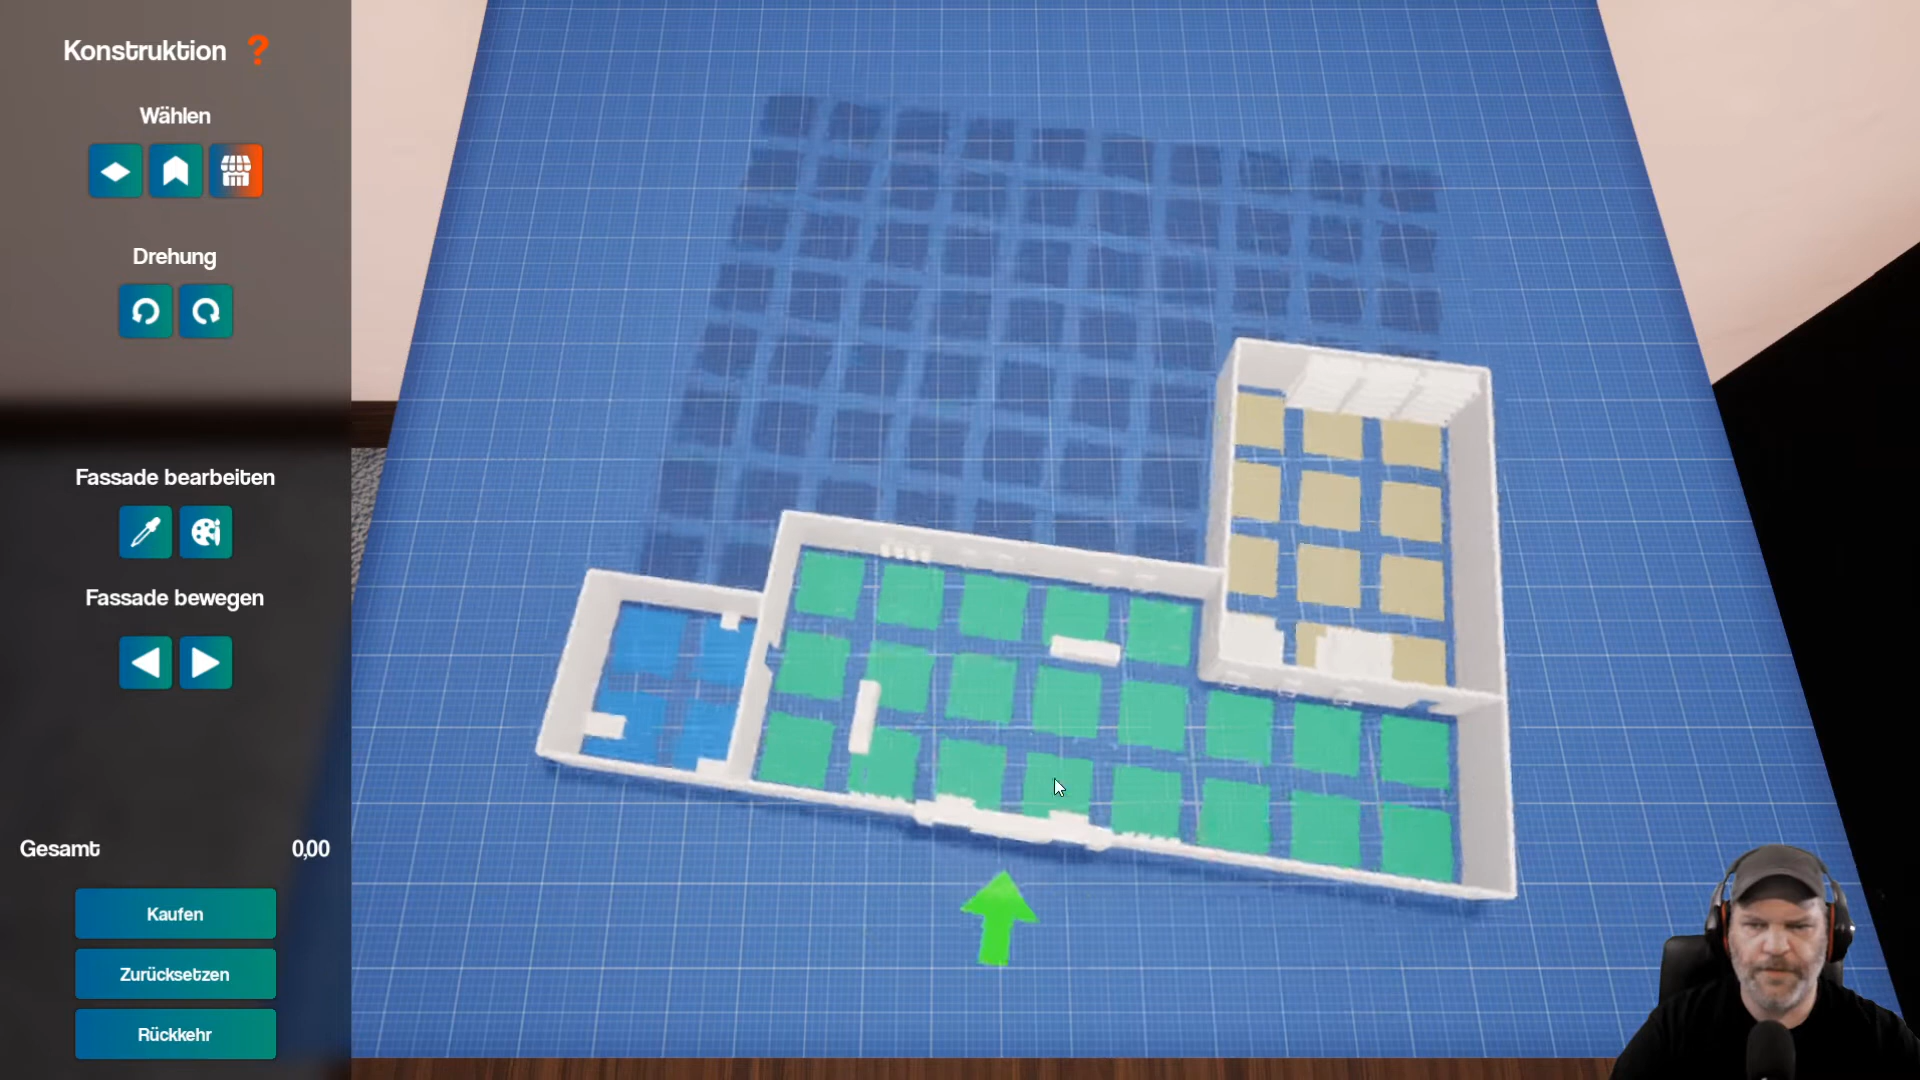 Konstruktion ?
Wählen
Drehung
Fassade bearbeiten
Fassade bewegen
Gesamt 0,00
Kaufen
Zurücksetzen
Rückkehr